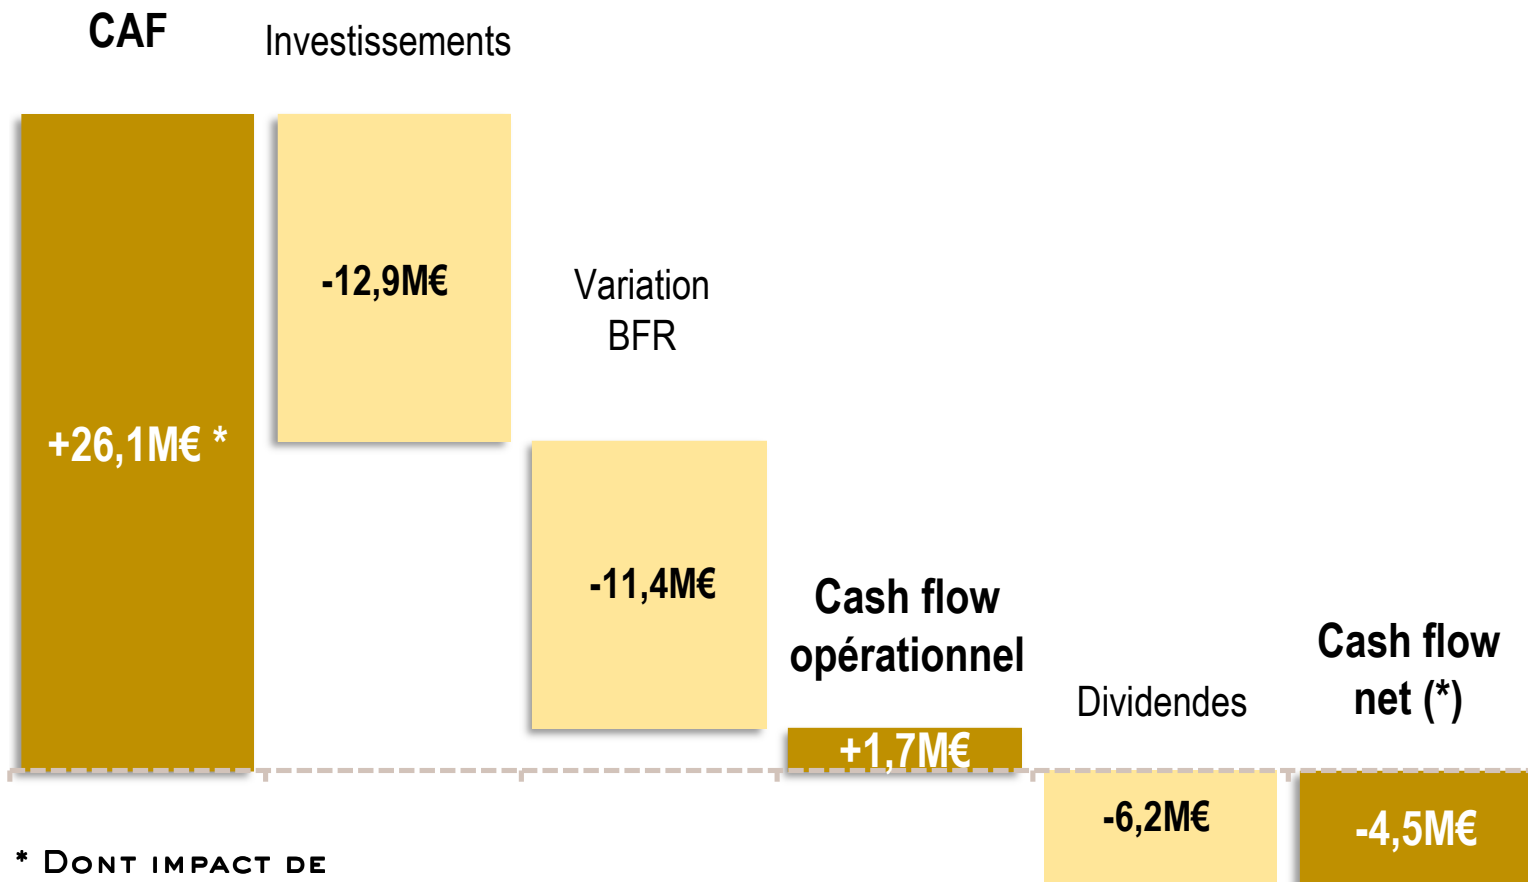 CAF
Investissements
-12,9M€
Variation
BFR
+26,1M€ *
-11,4M€
Cash flow
opérationnel
Cash flow
net (*)
Dividendes
+1,7M€
-6,2M€
-4,5M€
* DONT IMPACT DE